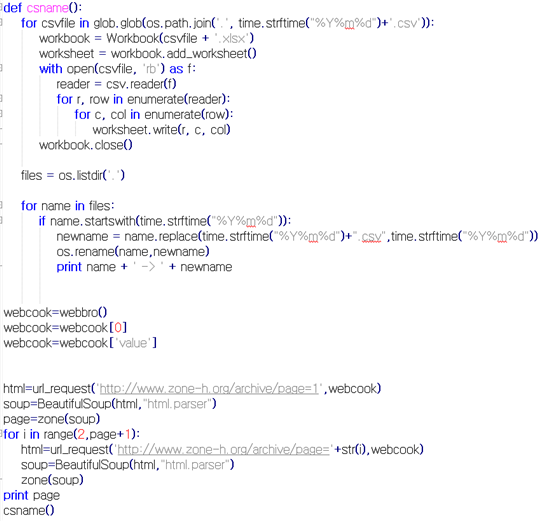 def csname():
for csvfile in glob.glob(os.path.join('.', time.strftime("%Y%m%d")+'.csv')):
workbook = Workbook(csvfile + '.xlsx')
worksheet = workbook.add_worksheet()
with open(csvfile, 'rb') as f:
reader = csv.reader(f)
for r, row in enumerate(reader):
for c, col in enumerate(row):
worksheet.write(r, c, col)
workbook.close()
files = os.listdir('.')
for name in files:
if name.startswith(time.strftime("%Y%m%d")):
newname = name.replace(time.strftime("%Y%m%d")+".csv",time.strftime("%Y%m%d"))
os.rename(name,newname)
print name + ' -> ' + newname
webcook=webbro()
webcook=webcook[0]
webcook=webcook['value']
html=url_request('http://www.zone-h.org/archive/page=1',webcook)
soup=BeautifulSoup(html,"html.parser")
page=zone(soup)
for i in range(2,page+1):
html=url_request('http://www.zone-h.org/archive/page='+str(i),webcook)
soup=BeautifulSoup(html,"html.parser")
zone(soup)
print page
csname()